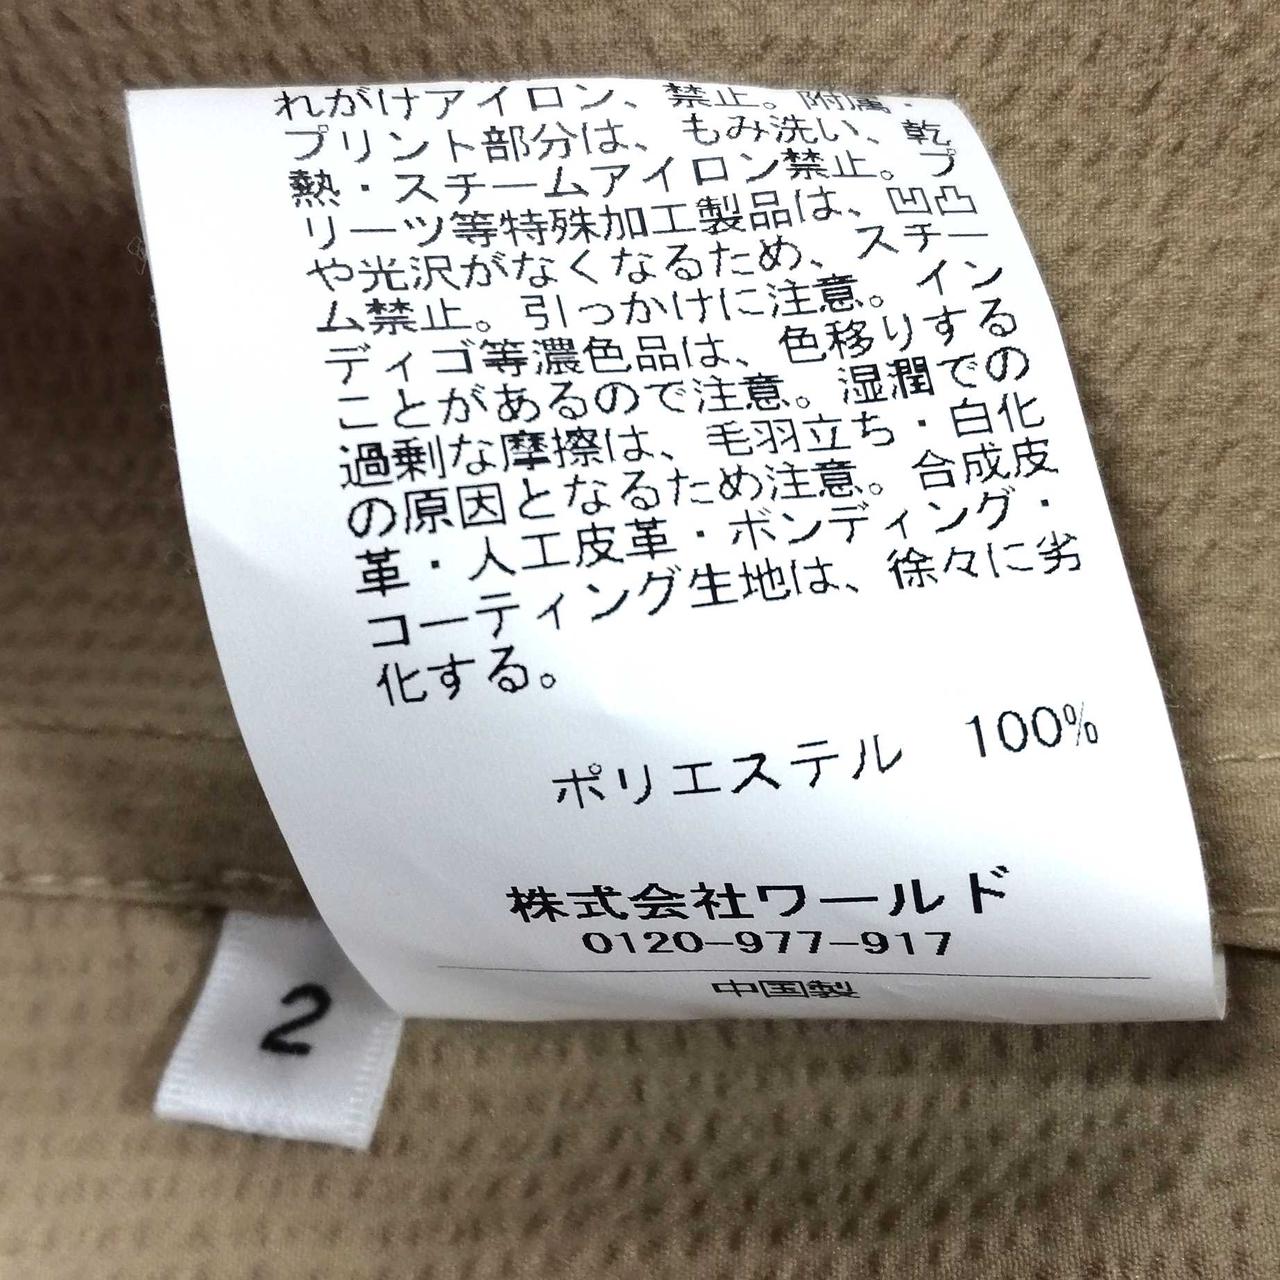 れがけアイロン、禁止。附属・
プリント部分は、もみ洗い、乾
熱・スチームアイロン禁止。プ
リーツ等特殊加工製品は、凹凸
や光沢がなくなるため、スチー
ム禁止。引っかけに注意。イン
ディゴ等濃色品は、色移りする
ことがあるので注意。湿潤での
過剰な摩擦は、毛羽立ち・白化
の原因となるため注意。合成皮
革・人工皮革・ボンディング・
コーティング生地は、徐々に劣
化する。
ポリエステル 100%
株式会社ワールド
0120-977-917
中国製
2